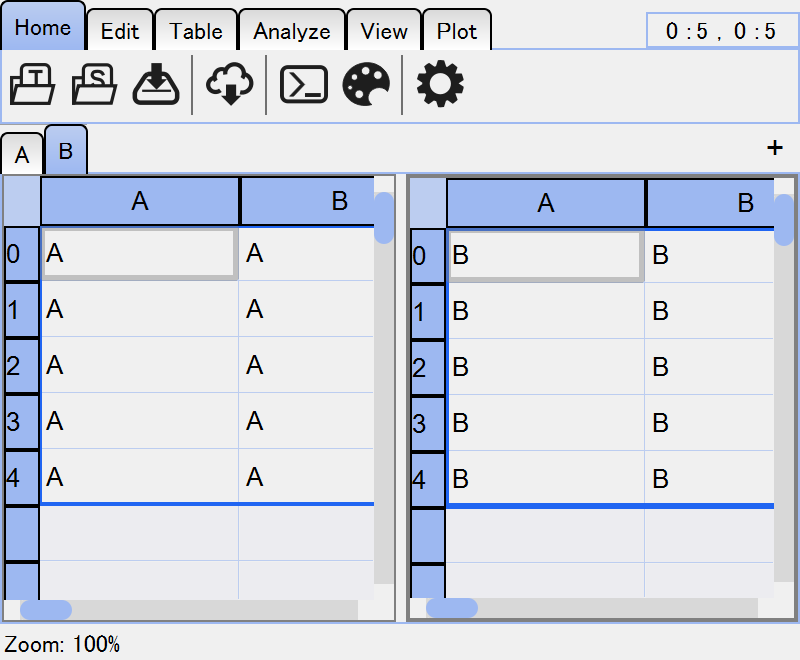 Home Edit Table Analyze View Plot 0:5 , 0:5
T S
A B +
A B A B
0 A A 0 B B
1 A A 1 B B
2 A A 2 B B
3 A A 3 B B
4 A A 4 B B
Zoom: 100%